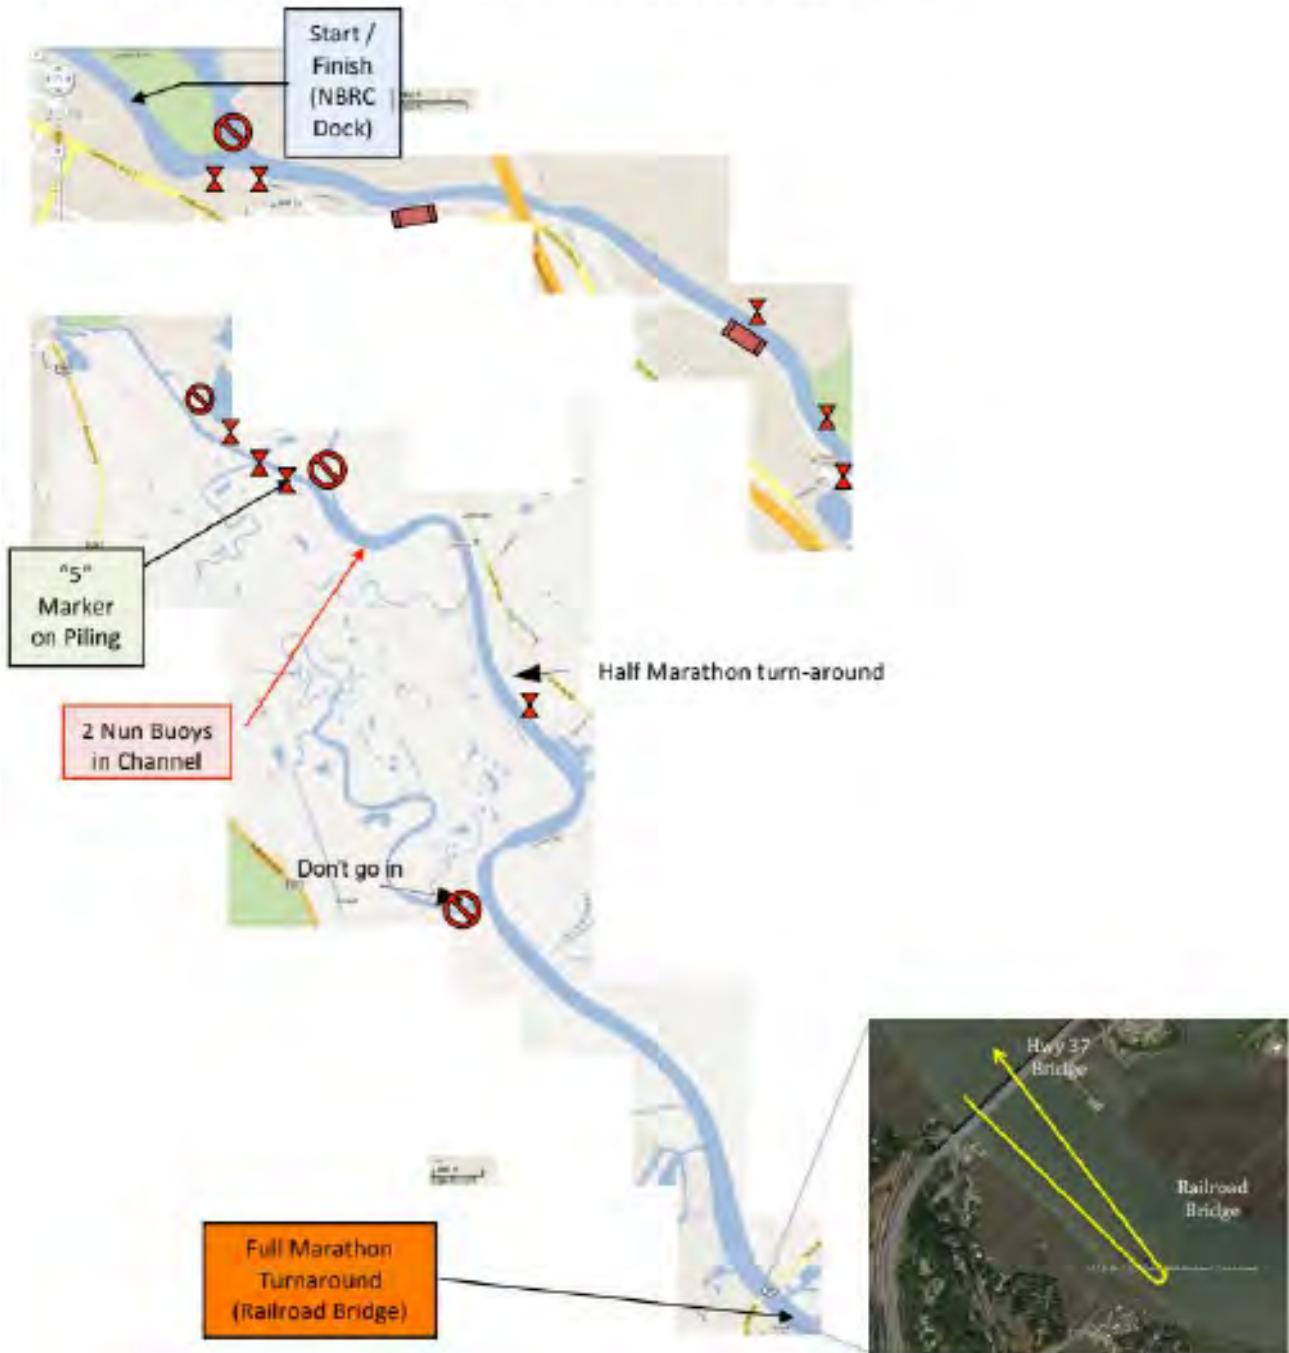 Start /
Finish
(NBRC
Dock)
"5"
Marker
on Piling
Half Marathon turn-around
2 Nun Buoys
in Channel
Don't go in
Hwy 37
Bridge
Railroad
Bridge
Full Marathon
Turnaround
(Railroad Bridge)